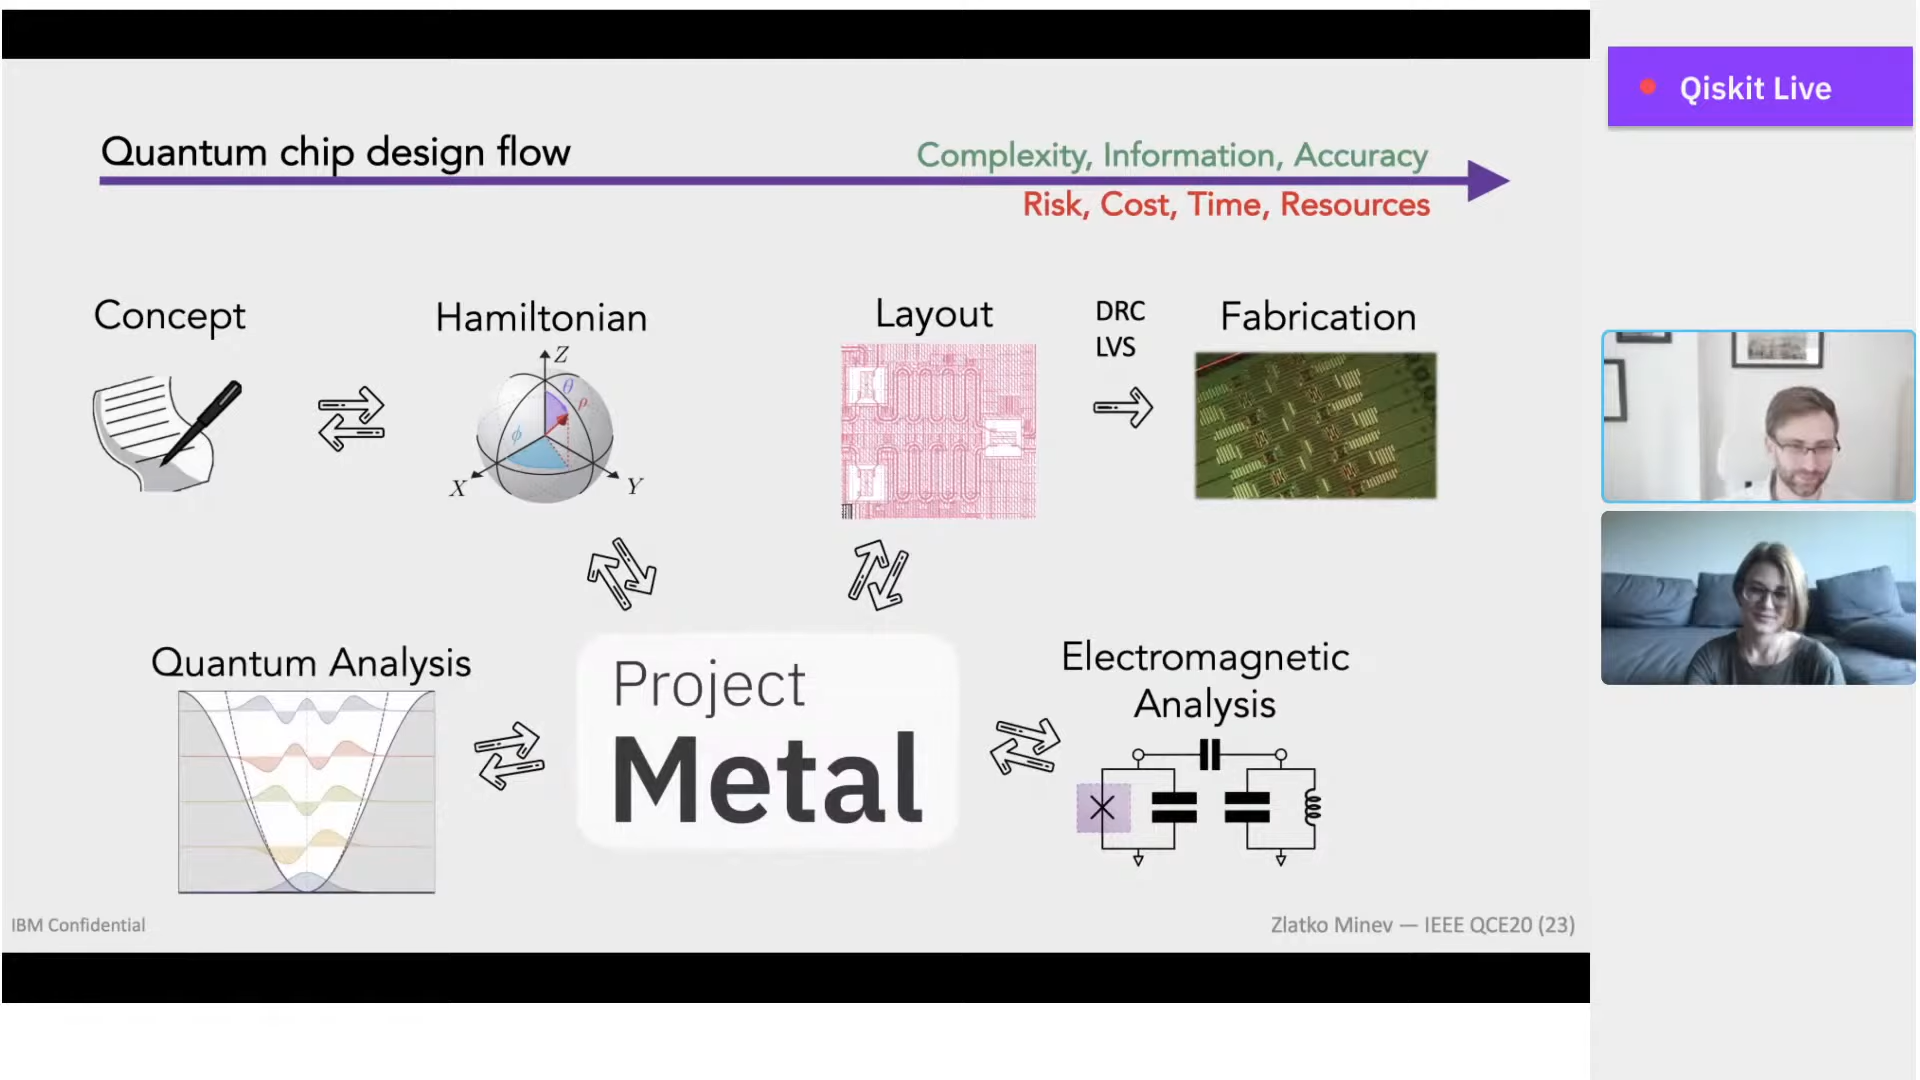 Qiskit Live
Quantum chip design flow
Complexity, Information, Accuracy
Risk, Cost, Time, Resources
Concept
Hamiltonian
Z
θ
ρ
ϕ
X
Y
Layout
DRC
LVS
Fabrication
Quantum Analysis
Project
Metal
Electromagnetic
Analysis
IBM Confidential
Zlatko Minev — IEEE QCE20 (23)